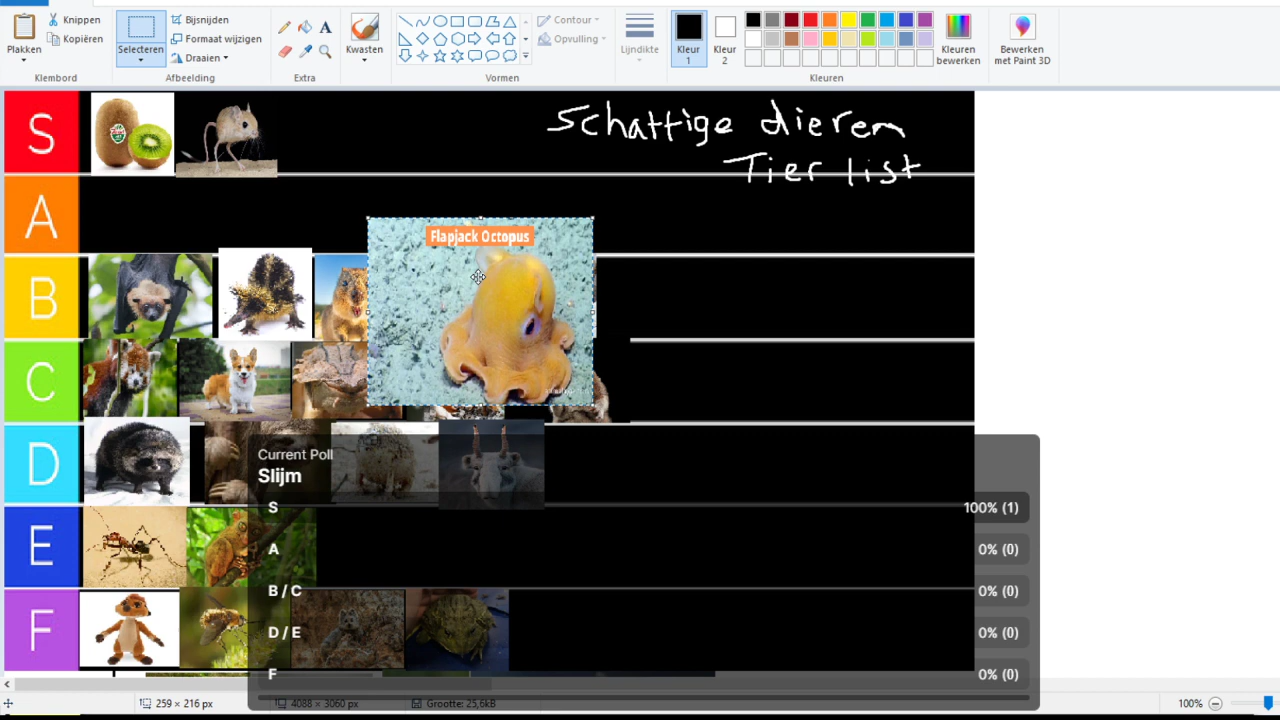 Plakken
Knippen
Kopiëren
Klembord
Selecteren
Bijsnijden
Formaat wijzigen
Draaien
Afbeelding
A
Extra
Kwasten
Contour
Opvulling
Vormen
Lijndikte
Kleur
1
Kleur
2
Kleuren
Kleuren
bewerken
Bewerken
met Paint 3D
Schattige dieren
Tier list
S
A
B
C
D
E
F
Flapjack Octopus
Current Poll
Slijm
S 100% (1)
A 0% (0)
B / C 0% (0)
D / E 0% (0)
F 0% (0)
259 × 216 px
4088 × 3060 px
Grootte: 25,6kB
100%